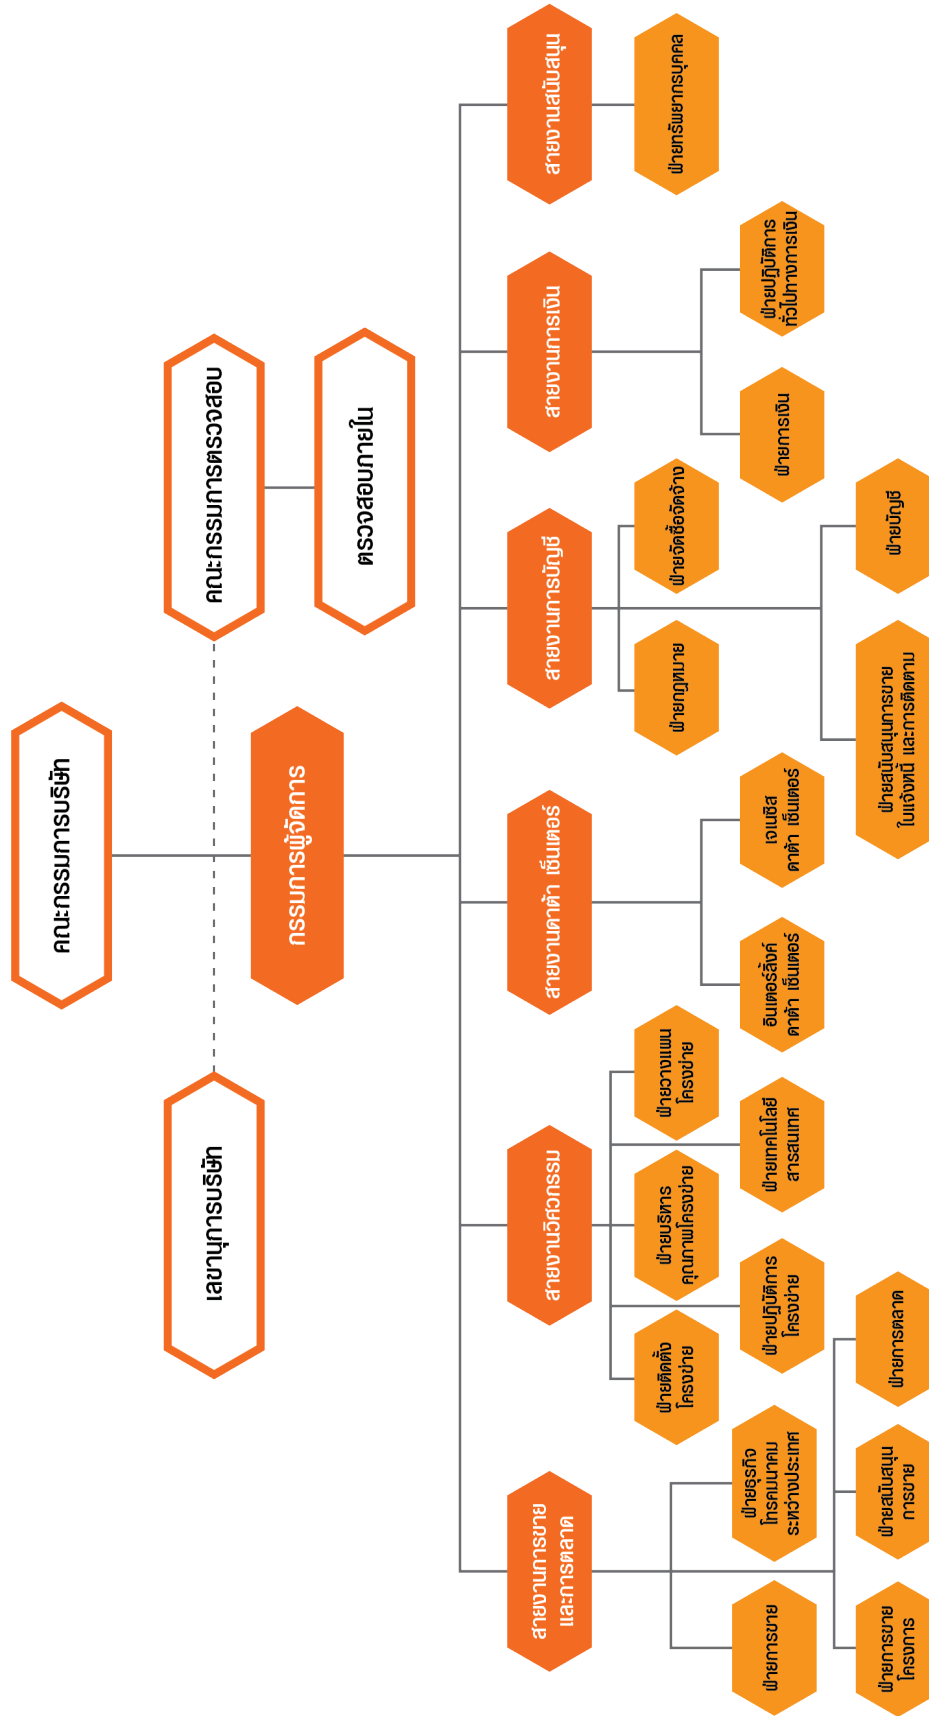 คณะกรรมการบริษัท
เลขานุการบริษัท
คณะกรรมการตรวจสอบ
กรรมการผู้จัดการ
ตรวจสอบภายใน
สายงานการขาย
และการตลาด
สายงานวิศวกรรม
สายงานดาต้า เซ็นเตอร์
สายงานการบัญชี
สายงานการเงิน
สายงานสนับสนุน
ฝ่ายการขาย
ฝ่ายธุรกิจ
โทรคมนาคม
ระหว่างประเทศ
ฝ่ายการขาย
โครงการ
ฝ่ายสนับสนุน
การขาย
ฝ่ายการตลาด
ฝ่ายติดตั้ง
โครงข่าย
ฝ่ายบริหาร
คุณภาพโครงข่าย
ฝ่ายวางแผน
โครงข่าย
ฝ่ายปฏิบัติการ
โครงข่าย
ฝ่ายเทคโนโลยี
สารสนเทศ
อินเตอร์ลิ้งค์
ดาต้า เซ็นเตอร์
เจเนซิส
ดาต้า เซ็นเตอร์
ฝ่ายกฎหมาย
ฝ่ายจัดซื้อจัดจ้าง
ฝ่ายสนับสนุนการขาย
ใบแจ้งหนี้ และการติดตาม
ฝ่ายบัญชี
ฝ่ายการเงิน
ฝ่ายปฏิบัติการ
ทั่วไปทางการเงิน
ฝ่ายทรัพยากรบุคคล